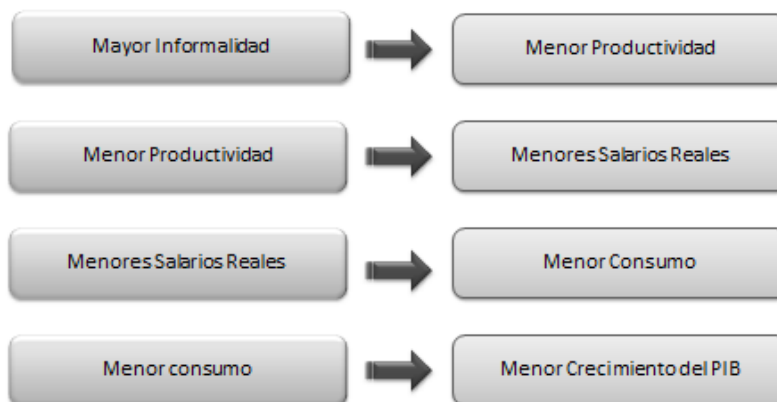 Mayor Informalidad
Menor Productividad
Menor Productividad
Menores Salarios Reales
Menores Salarios Reales
Menor Consumo
Menor consumo
Menor Crecimiento del PIB